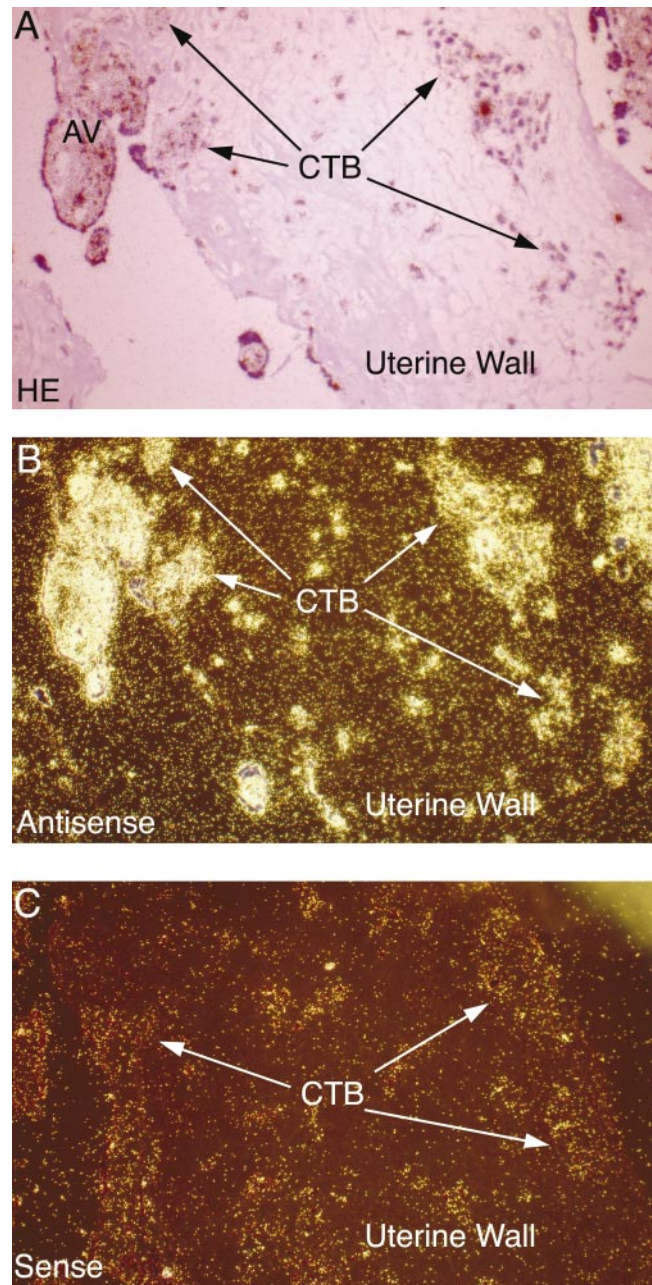 A
AV
CTB
Uterine Wall
HE
B
CTB
Uterine Wall
Antisense
C
CTB
Uterine Wall
Sense